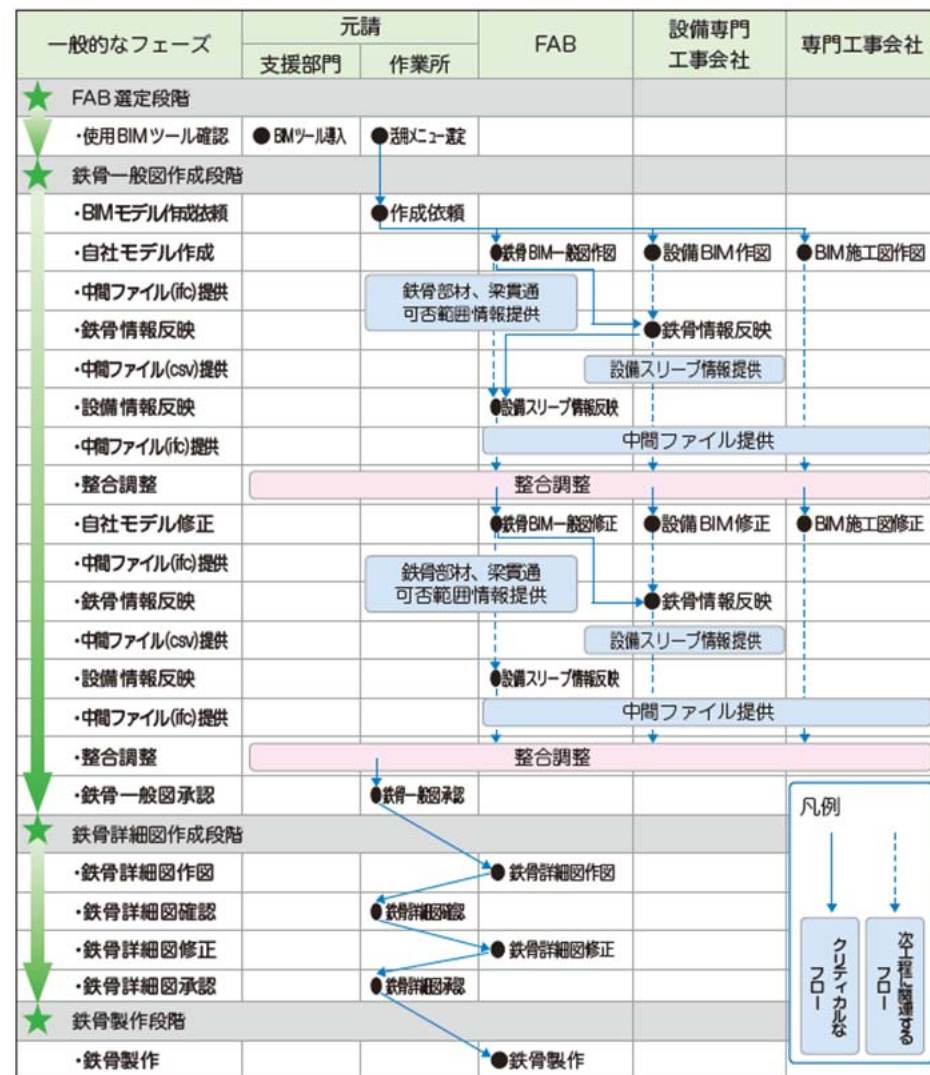 一般的なフェーズ
元請
FAB
設備専門
工事会社
専門工事会社
支援部門
作業所
FAB選定段階
・使用BIMツール確認
●BIMツール導入
●活用メニュー選定
鉄骨一般図作成段階
・BIMモデル作成依頼
●作成依頼
・自社モデル作成
●鉄骨BIM一般図作図
●設備BIM作図
●BIM施工図作図
・中間ファイル(ifc)提供
鉄骨部材、梁貫通
可否範囲情報提供
・鉄骨情報反映
●鉄骨情報反映
・中間ファイル(csv)提供
設備スリーブ情報提供
・設備情報反映
●設備スリーブ情報反映
・中間ファイル(ifc)提供
中間ファイル提供
・整合調整
整合調整
・自社モデル修正
●鉄骨BIM一般図修正
●設備BIM修正
●BIM施工図修正
・中間ファイル(ifc)提供
鉄骨部材、梁貫通
可否範囲情報提供
・鉄骨情報反映
●鉄骨情報反映
・中間ファイル(csv)提供
設備スリーブ情報提供
・設備情報反映
●設備スリーブ情報反映
・中間ファイル(ifc)提供
中間ファイル提供
・整合調整
整合調整
・鉄骨一般図承認
●鉄骨一般図承認
鉄骨詳細図作成段階
・鉄骨詳細図作図
●鉄骨詳細図作図
・鉄骨詳細図確認
●鉄骨詳細図確認
・鉄骨詳細図修正
●鉄骨詳細図修正
・鉄骨詳細図承認
●鉄骨詳細図承認
鉄骨製作段階
・鉄骨製作
●鉄骨製作
凡例
クリティカルな
フロー
次工程に関連する
フロー